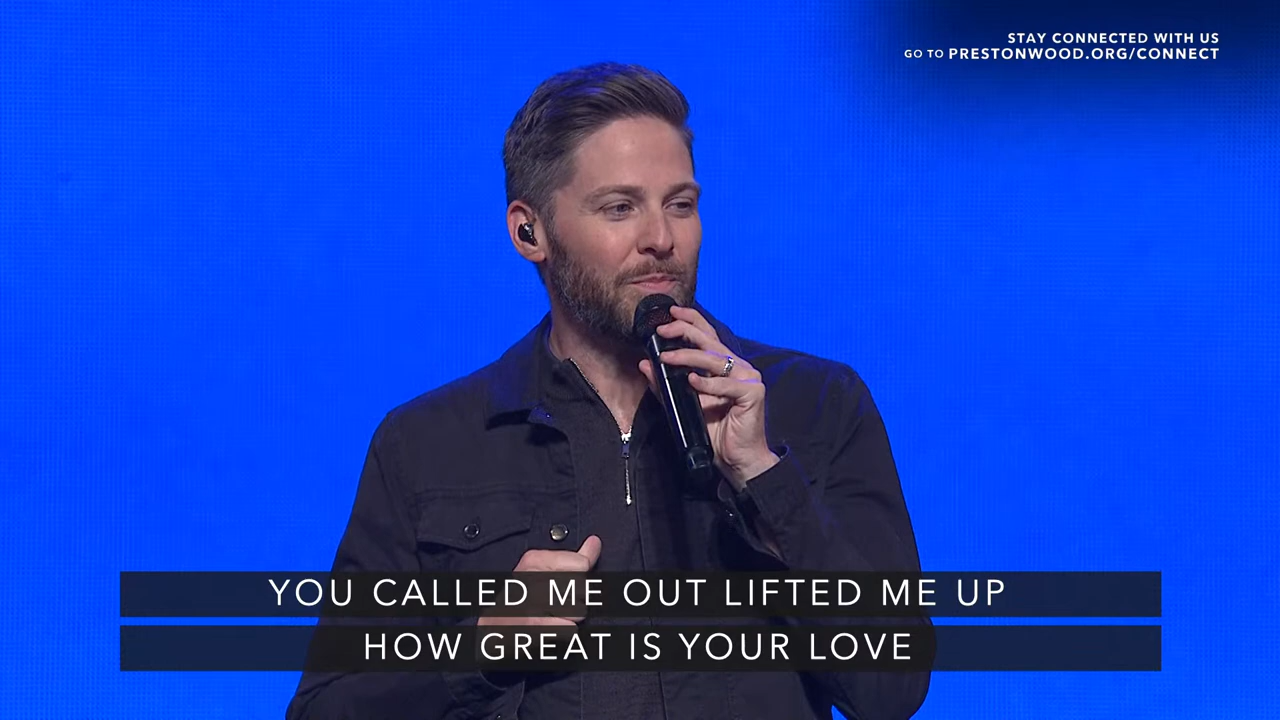 STAY CONNECTED WITH US
GO TO PRESTONWOOD.ORG/CONNECT
YOU CALLED ME OUT LIFTED ME UP
HOW GREAT IS YOUR LOVE